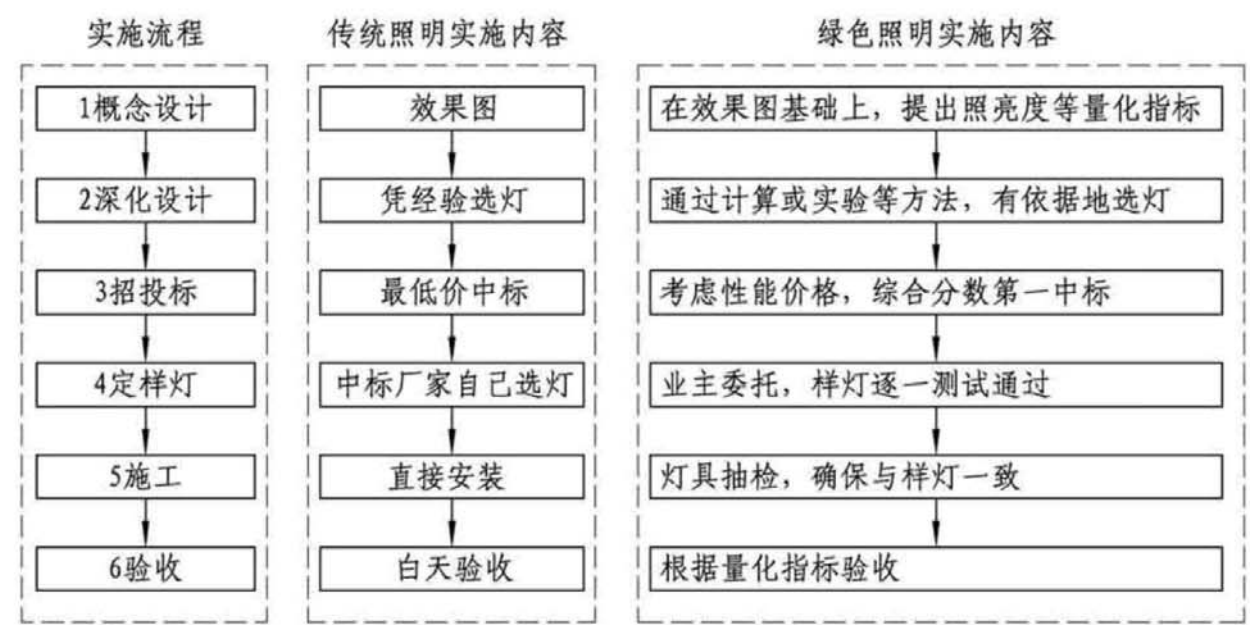 实施流程
传统照明实施内容
绿色照明实施内容
1概念设计
效果图
在效果图基础上，提出照亮度等量化指标
2深化设计
凭经验选灯
通过计算或实验等方法，有依据地选灯
3招投标
最低价中标
考虑性能价格，综合分数第一中标
4定样灯
中标厂家自己选灯
业主委托，样灯逐一测试通过
5施工
直接安装
灯具抽检，确保与样灯一致
6验收
白天验收
根据量化指标验收